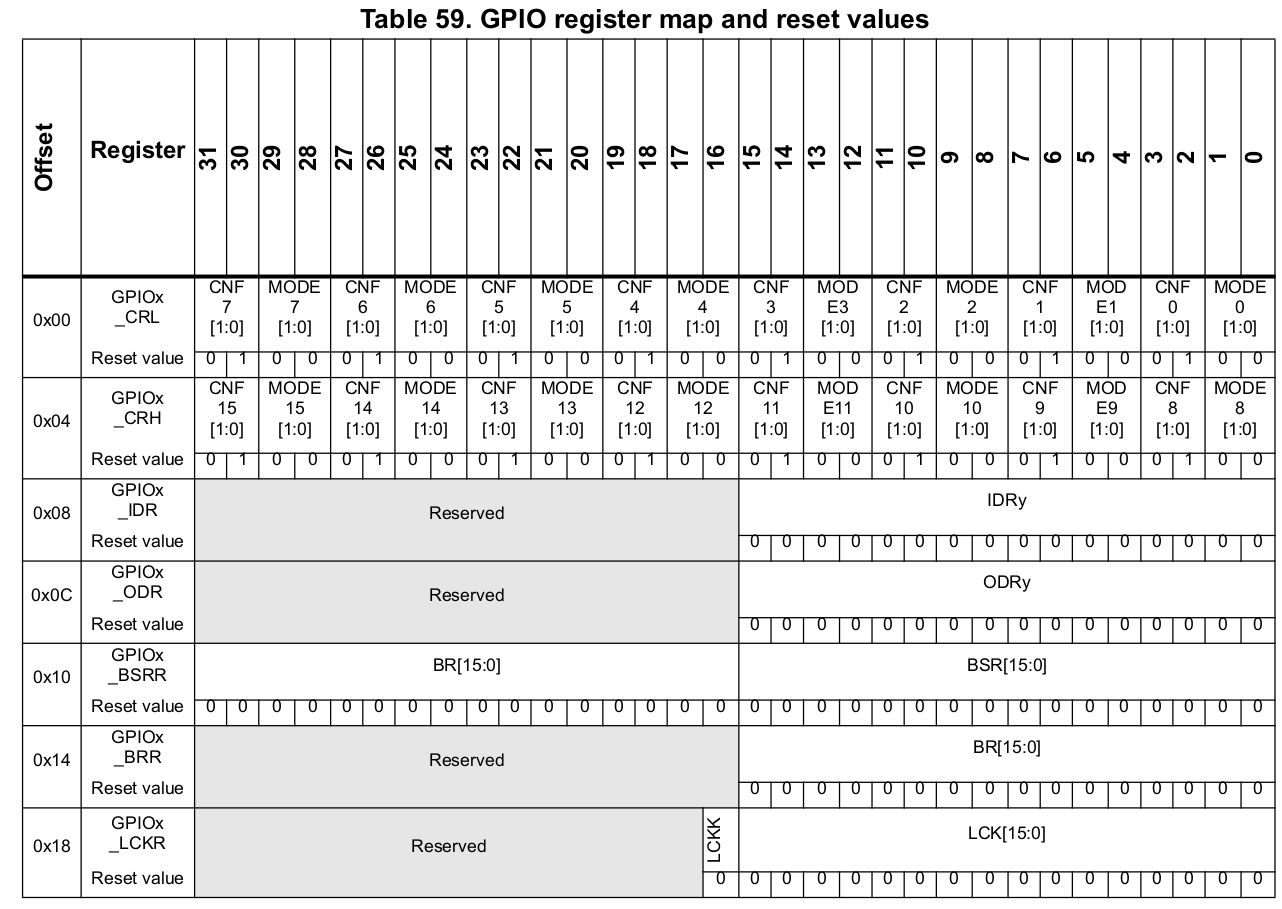 Table 59. GPIO register map and reset values
Offset Register 31 30 29 28 27 26 25 24 23 22 21 20 19 18 17 16 15 14 13 12 11 10 9 8 7 6 5 4 3 2 1 0
0x00 GPIOx _CRL CNF 7 [1:0] MODE 7 [1:0] CNF 6 [1:0] MODE 6 [1:0] CNF 5 [1:0] MODE 5 [1:0] CNF 4 [1:0] MODE 4 [1:0] CNF 3 [1:0] MOD E3 [1:0] CNF 2 [1:0] MODE 2 [1:0] CNF 1 [1:0] MOD E1 [1:0] CNF 0 [1:0] MODE 0 [1:0]
Reset value 0 1 0 0 0 1 0 0 0 1 0 0 0 1 0 0 0 1 0 0 0 1 0 0 0 1 0 0 0 1 0 0
0x04 GPIOx _CRH CNF 15 [1:0] MODE 15 [1:0] CNF 14 [1:0] MODE 14 [1:0] CNF 13 [1:0] MODE 13 [1:0] CNF 12 [1:0] MODE 12 [1:0] CNF 11 [1:0] MOD E11 [1:0] CNF 10 [1:0] MODE 10 [1:0] CNF 9 [1:0] MOD E9 [1:0] CNF 8 [1:0] MODE 8 [1:0]
Reset value 0 1 0 0 0 1 0 0 0 1 0 0 0 1 0 0 0 1 0 0 0 1 0 0 0 1 0 0 0 1 0 0
0x08 GPIOx _IDR Reserved IDRy
Reset value 0 0 0 0 0 0 0 0 0 0 0 0 0 0 0 0
0x0C GPIOx _ODR Reserved ODRy
Reset value 0 0 0 0 0 0 0 0 0 0 0 0 0 0 0 0
0x10 GPIOx _BSRR BR[15:0] BSR[15:0]
Reset value 0 0 0 0 0 0 0 0 0 0 0 0 0 0 0 0 0 0 0 0 0 0 0 0 0 0 0 0 0 0 0 0
0x14 GPIOx _BRR Reserved BR[15:0]
Reset value 0 0 0 0 0 0 0 0 0 0 0 0 0 0 0 0
0x18 GPIOx _LCKR Reserved LCKK LCK[15:0]
Reset value 0 0 0 0 0 0 0 0 0 0 0 0 0 0 0 0 0